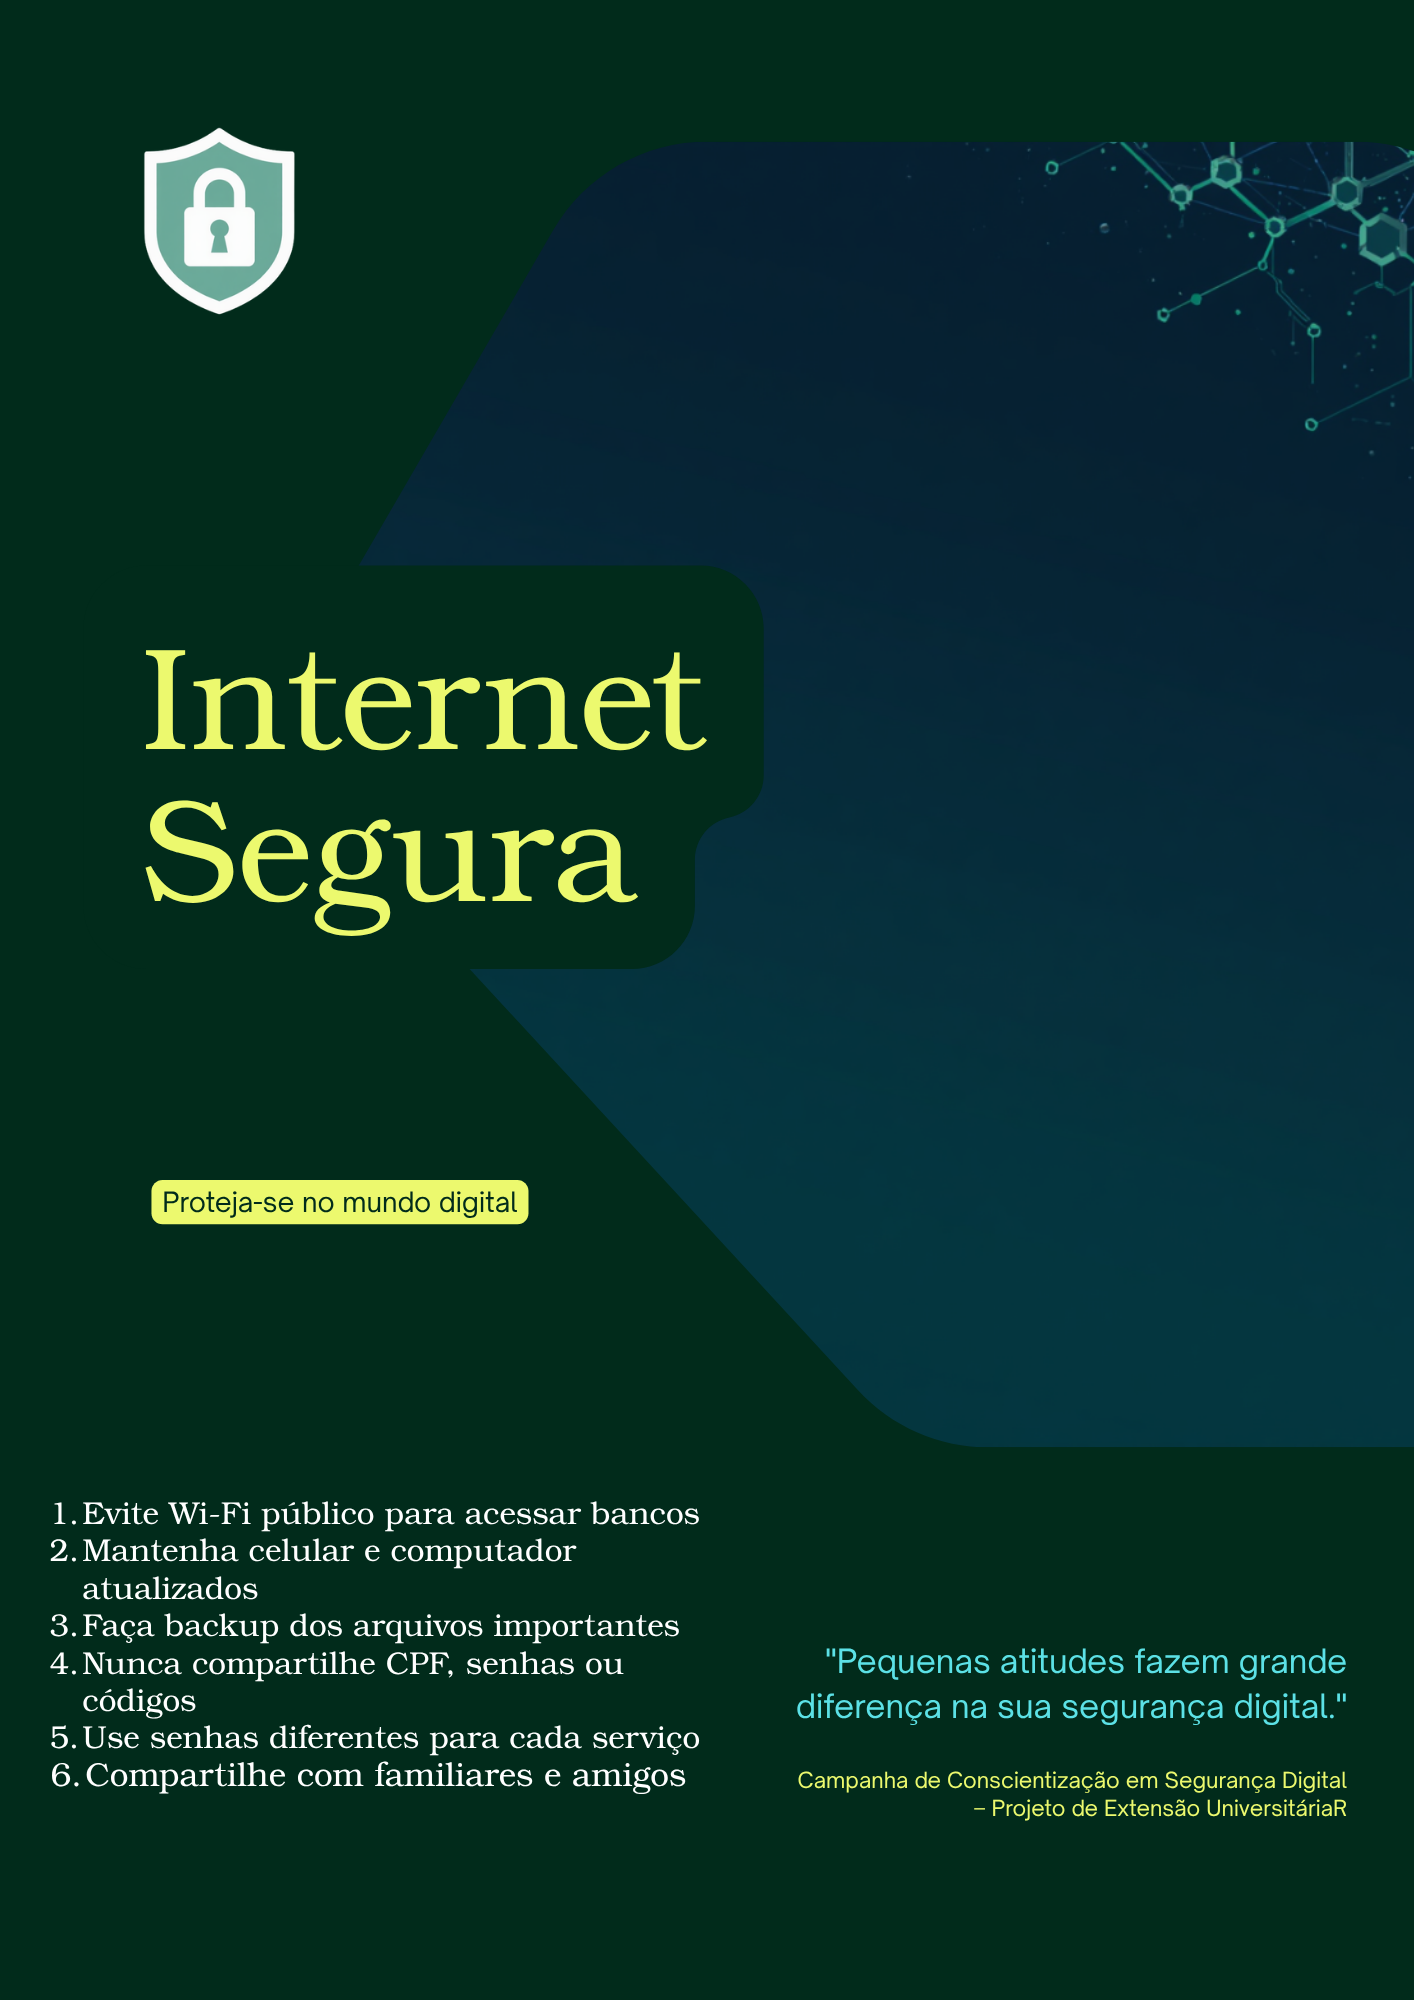 Internet
Segura
Proteja-se no mundo digital
1. Evite Wi-Fi público para acessar bancos
2. Mantenha celular e computador
atualizados
3. Faça backup dos arquivos importantes
4. Nunca compartilhe CPF, senhas ou
códigos
5. Use senhas diferentes para cada serviço
6. Compartilhe com familiares e amigos
"Pequenas atitudes fazem grande
diferença na sua segurança digital."
Campanha de Conscientização em Segurança Digital
– Projeto de Extensão UniversitáriaR